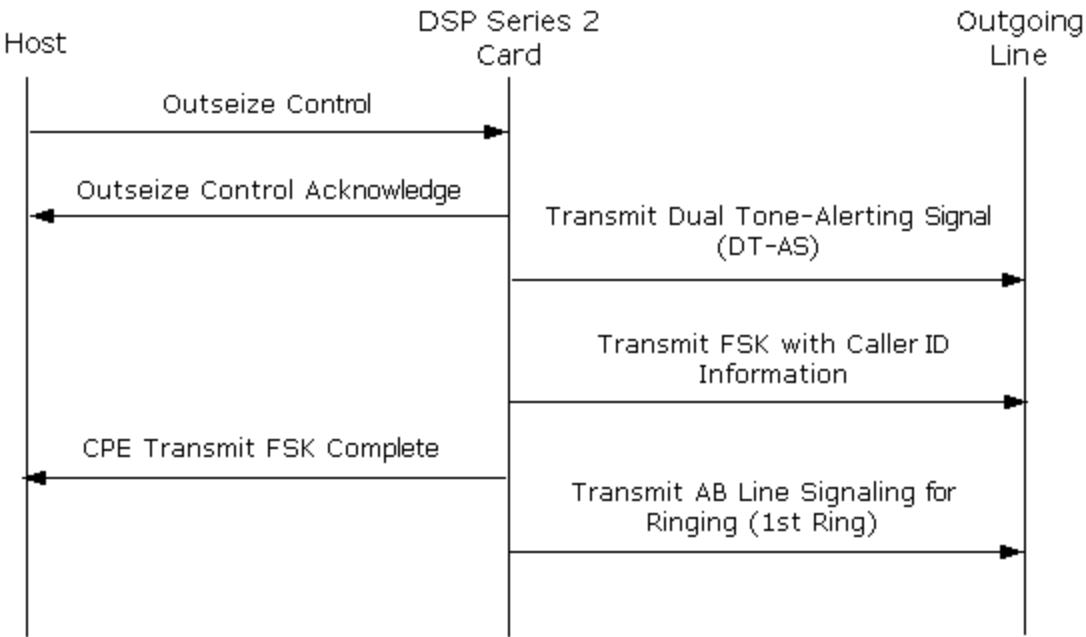 Host
DSP Series 2
Card
Outgoing
Line
Outseize Control
Outseize Control Acknowledge
Transmit Dual Tone-Alerting Signal
(DT-AS)
Transmit FSK with Caller ID
Information
CPE Transmit FSK Complete
Transmit AB Line Signaling for
Ringing (1st Ring)